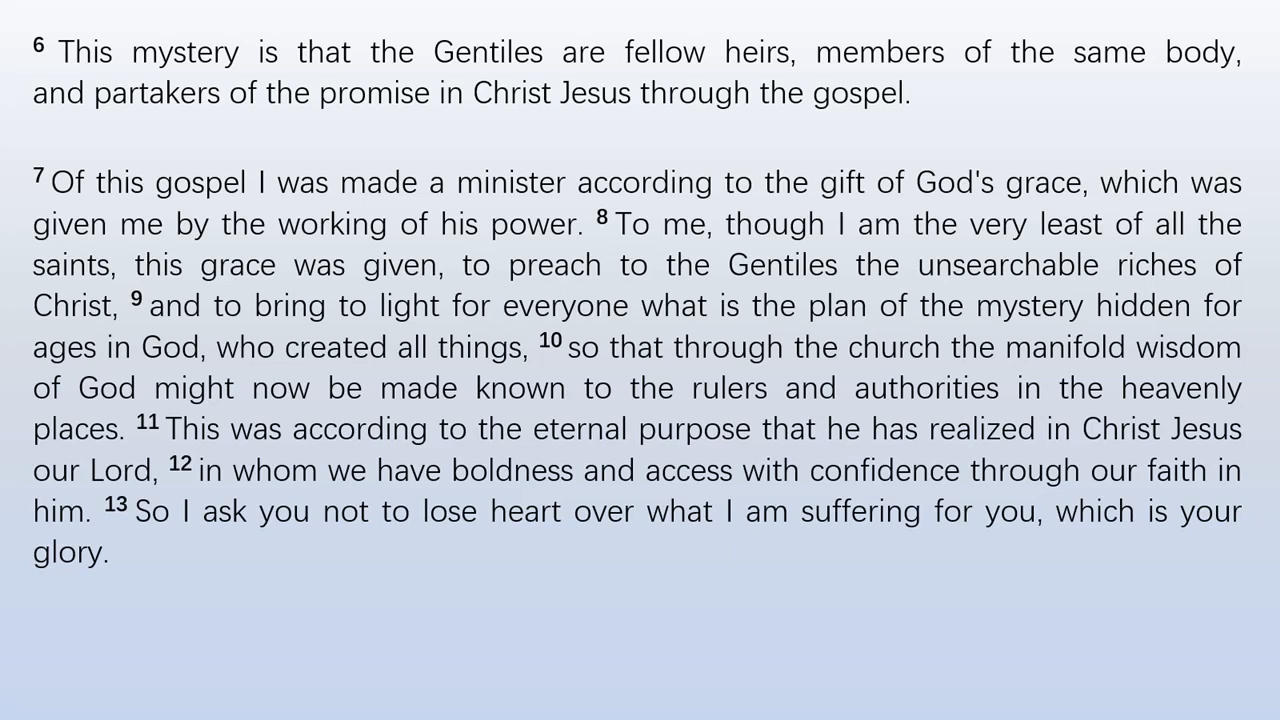 6 This mystery is that the Gentiles are fellow heirs, members of the same body,
and partakers of the promise in Christ Jesus through the gospel.
7 Of this gospel I was made a minister according to the gift of God's grace, which was
given me by the working of his power. 8 To me, though I am the very least of all the
saints, this grace was given, to preach to the Gentiles the unsearchable riches of
Christ, 9 and to bring to light for everyone what is the plan of the mystery hidden for
ages in God, who created all things, 10 so that through the church the manifold wisdom
of God might now be made known to the rulers and authorities in the heavenly
places. 11 This was according to the eternal purpose that he has realized in Christ Jesus
our Lord, 12 in whom we have boldness and access with confidence through our faith in
him. 13 So I ask you not to lose heart over what I am suffering for you, which is your
glory.